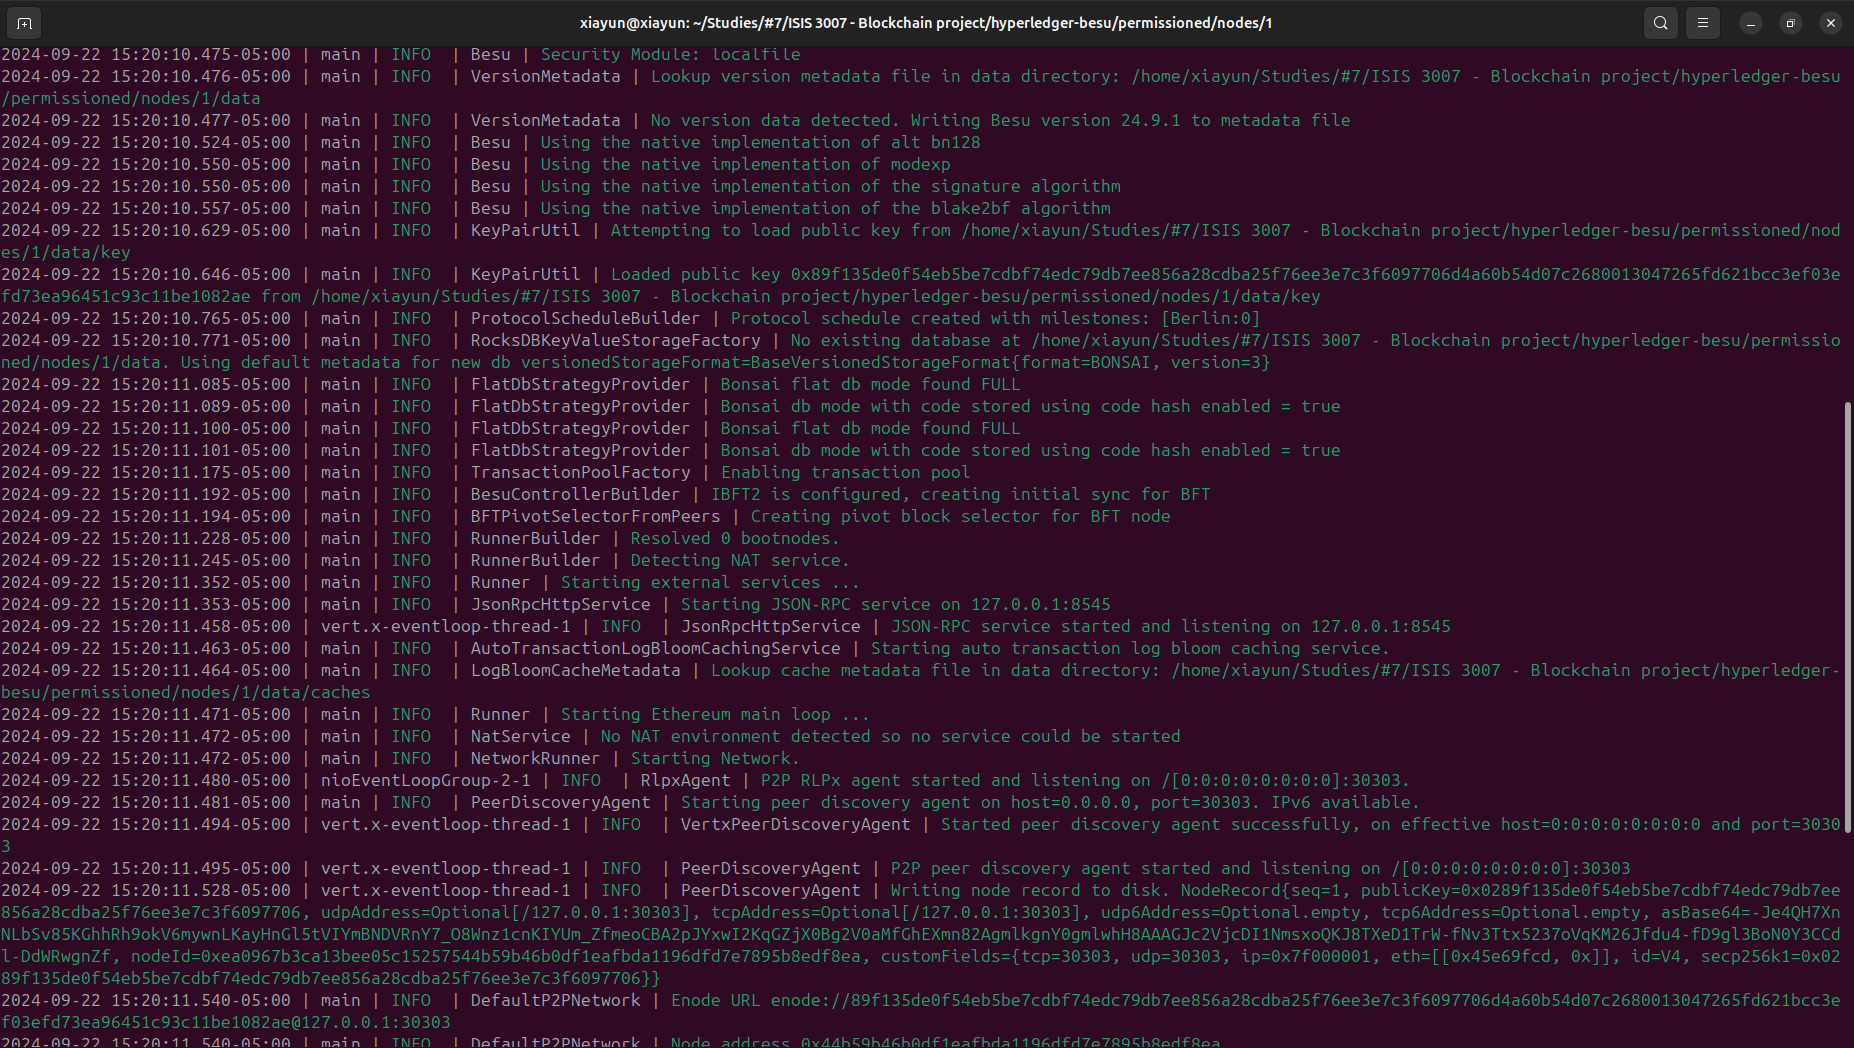 xiayun@xiayun: ~/Studies/#7/ISIS 3007 - Blockchain project/hyperledger-besu/permissioned/nodes/1
2024-09-22 15:20:10.475-05:00 | main | INFO  | Besu | Security Module: localfile
2024-09-22 15:20:10.476-05:00 | main | INFO  | VersionMetadata | Lookup version metadata file in data directory: /home/xiayun/Studies/#7/ISIS 3007 - Blockchain project/hyperledger-besu
/permissioned/nodes/1/data
2024-09-22 15:20:10.477-05:00 | main | INFO  | VersionMetadata | No version data detected. Writing Besu version 24.9.1 to metadata file
2024-09-22 15:20:10.524-05:00 | main | INFO  | Besu | Using the native implementation of alt bn128
2024-09-22 15:20:10.550-05:00 | main | INFO  | Besu | Using the native implementation of modexp
2024-09-22 15:20:10.550-05:00 | main | INFO  | Besu | Using the native implementation of the signature algorithm
2024-09-22 15:20:10.557-05:00 | main | INFO  | Besu | Using the native implementation of the blake2bf algorithm
2024-09-22 15:20:10.629-05:00 | main | INFO  | KeyPairUtil | Attempting to load public key from /home/xiayun/Studies/#7/ISIS 3007 - Blockchain project/hyperledger-besu/permissioned/nod
es/1/data/key
2024-09-22 15:20:10.646-05:00 | main | INFO  | KeyPairUtil | Loaded public key 0x89f135de0f54eb5be7cdbf74edc79db7ee856a28cdba25f76ee3e7c3f6097706d4a60b54d07c2680013047265fd621bcc3ef03e
fd73ea96451c93c11be1082ae from /home/xiayun/Studies/#7/ISIS 3007 - Blockchain project/hyperledger-besu/permissioned/nodes/1/data/key
2024-09-22 15:20:10.765-05:00 | main | INFO  | ProtocolScheduleBuilder | Protocol schedule created with milestones: [Berlin:0]
2024-09-22 15:20:10.771-05:00 | main | INFO  | RocksDBKeyValueStorageFactory | No existing database at /home/xiayun/Studies/#7/ISIS 3007 - Blockchain project/hyperledger-besu/permissio
ned/nodes/1/data. Using default metadata for new db versionedStorageFormat=BaseVersionedStorageFormat{format=BONSAI, version=3}
2024-09-22 15:20:11.085-05:00 | main | INFO  | FlatDbStrategyProvider | Bonsai flat db mode found FULL
2024-09-22 15:20:11.089-05:00 | main | INFO  | FlatDbStrategyProvider | Bonsai db mode with code stored using code hash enabled = true
2024-09-22 15:20:11.100-05:00 | main | INFO  | FlatDbStrategyProvider | Bonsai flat db mode found FULL
2024-09-22 15:20:11.101-05:00 | main | INFO  | FlatDbStrategyProvider | Bonsai db mode with code stored using code hash enabled = true
2024-09-22 15:20:11.175-05:00 | main | INFO  | TransactionPoolFactory | Enabling transaction pool
2024-09-22 15:20:11.192-05:00 | main | INFO  | BesuControllerBuilder | IBFT2 is configured, creating initial sync for BFT
2024-09-22 15:20:11.194-05:00 | main | INFO  | BFTPivotSelectorFromPeers | Creating pivot block selector for BFT node
2024-09-22 15:20:11.228-05:00 | main | INFO  | RunnerBuilder | Resolved 0 bootnodes.
2024-09-22 15:20:11.245-05:00 | main | INFO  | RunnerBuilder | Detecting NAT service.
2024-09-22 15:20:11.352-05:00 | main | INFO  | Runner | Starting external services ...
2024-09-22 15:20:11.353-05:00 | main | INFO  | JsonRpcHttpService | Starting JSON-RPC service on 127.0.0.1:8545
2024-09-22 15:20:11.458-05:00 | vert.x-eventloop-thread-1 | INFO  | JsonRpcHttpService | JSON-RPC service started and listening on 127.0.0.1:8545
2024-09-22 15:20:11.463-05:00 | main | INFO  | AutoTransactionLogBloomCachingService | Starting auto transaction log bloom caching service.
2024-09-22 15:20:11.464-05:00 | main | INFO  | LogBloomCacheMetadata | Lookup cache metadata file in data directory: /home/xiayun/Studies/#7/ISIS 3007 - Blockchain project/hyperledger-
besu/permissioned/nodes/1/data/caches
2024-09-22 15:20:11.471-05:00 | main | INFO  | Runner | Starting Ethereum main loop ...
2024-09-22 15:20:11.472-05:00 | main | INFO  | NatService | No NAT environment detected so no service could be started
2024-09-22 15:20:11.472-05:00 | main | INFO  | NetworkRunner | Starting Network.
2024-09-22 15:20:11.480-05:00 | nioEventLoopGroup-2-1 | INFO  | RlpxAgent | P2P RLPx agent started and listening on /[0:0:0:0:0:0:0:0]:30303.
2024-09-22 15:20:11.481-05:00 | main | INFO  | PeerDiscoveryAgent | Starting peer discovery agent on host=0.0.0.0, port=30303. IPv6 available.
2024-09-22 15:20:11.494-05:00 | vert.x-eventloop-thread-1 | INFO  | VertxPeerDiscoveryAgent | Started peer discovery agent successfully, on effective host=0:0:0:0:0:0:0:0 and port=3030
3
2024-09-22 15:20:11.495-05:00 | vert.x-eventloop-thread-1 | INFO  | PeerDiscoveryAgent | P2P peer discovery agent started and listening on /[0:0:0:0:0:0:0:0]:30303
2024-09-22 15:20:11.528-05:00 | vert.x-eventloop-thread-1 | INFO  | PeerDiscoveryAgent | Writing node record to disk. NodeRecord{seq=1, publicKey=0x0289f135de0f54eb5be7cdbf74edc79db7ee
856a28cdba25f76ee3e7c3f6097706, udpAddress=Optional[/127.0.0.1:30303], tcpAddress=Optional[/127.0.0.1:30303], udp6Address=Optional.empty, tcp6Address=Optional.empty, asBase64=-Je4QH7Xn
NLbSv85KGhhRh9okV6mywnLKayHnGl5tVIYmBNDVRnY7_O8Wnz1cnKIYUm_ZfmeoCBA2pJYxwI2KqGZjX0Bg2V0aMfGhEXmn82AgmlkgnY0gmlwhH8AAAGJc2VjcDI1NmsxoQKJ8TXeD1TrW-fNv3Ttx5237oVqKM26Jfdu4-fD9gl3BoN0Y3CCd
l-DdWRwgnZf, nodeId=0xea0967b3ca13bee05c15257544b59b46b0df1eafbda1196dfd7e7895b8edf8ea, customFields={tcp=30303, udp=30303, ip=0x7f000001, eth=[[0x45e69fcd, 0x]], id=V4, secp256k1=0x02
89f135de0f54eb5be7cdbf74edc79db7ee856a28cdba25f76ee3e7c3f6097706}}
2024-09-22 15:20:11.540-05:00 | main | INFO  | DefaultP2PNetwork | Enode URL enode://89f135de0f54eb5be7cdbf74edc79db7ee856a28cdba25f76ee3e7c3f6097706d4a60b54d07c2680013047265fd621bcc3e
f03efd73ea96451c93c11be1082ae@127.0.0.1:30303
2024-09-22 15:20:11.540-05:00 | main | INFO  | DefaultP2PNetwork | Node address 0x44b59b46b0df1eafbda1196dfd7e7895b8edf8ea